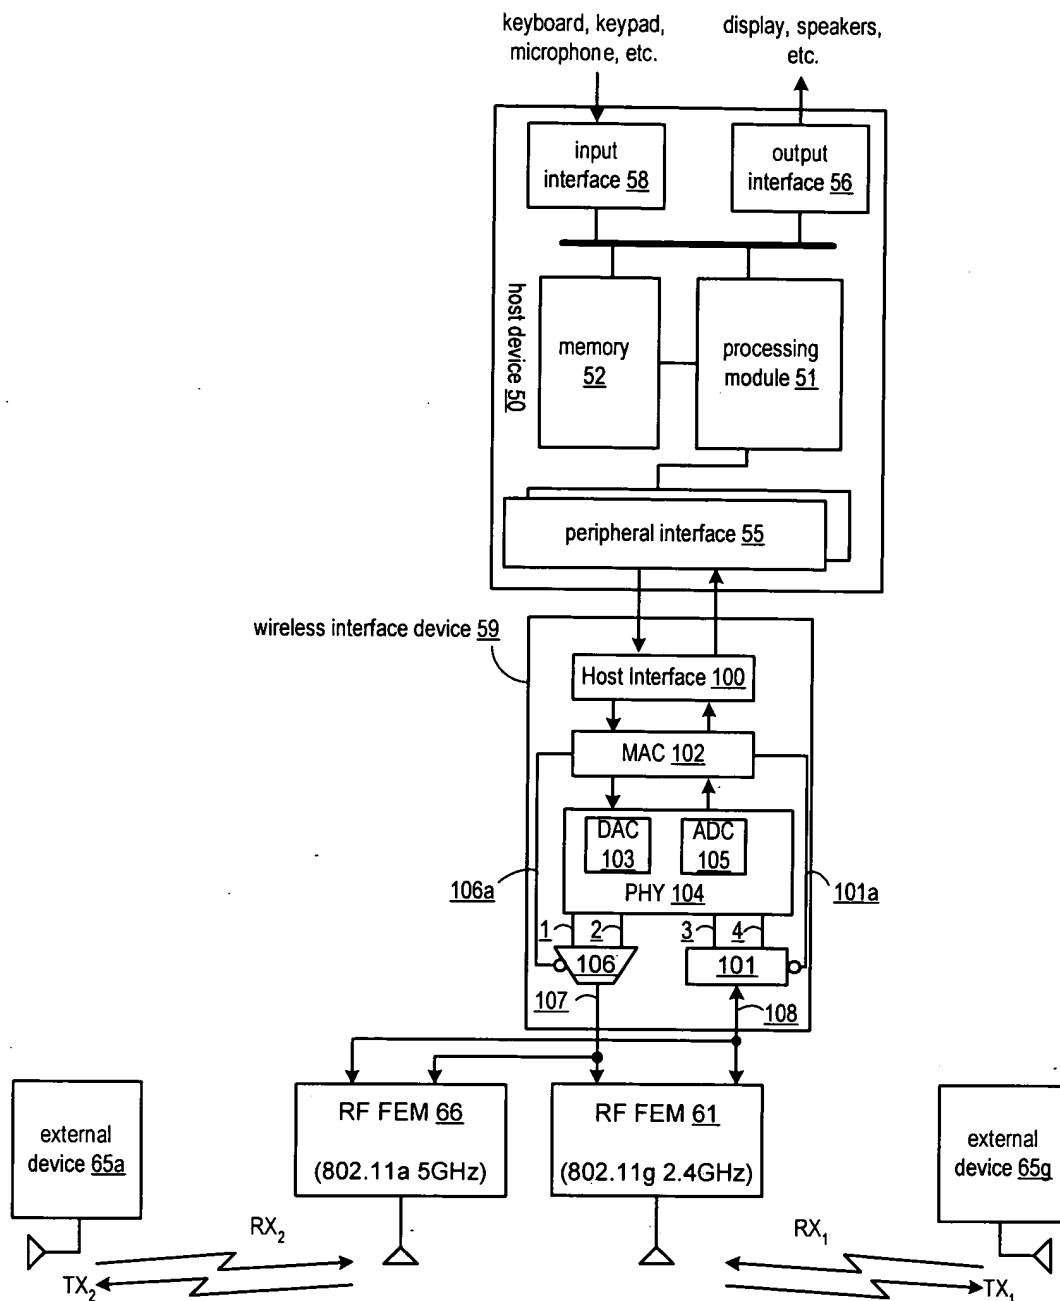 keyboard, keypad,
microphone, etc.
display, speakers,
etc.
input
interface 58
output
interface 56
host device 50
memory
52
processing
module 51
peripheral interface 55
wireless interface device 59
Host Interface 100
MAC 102
DAC
103
ADC
105
PHY 104
106a
101a
1
2
3
4
106
101
107
108
RF FEM 66
(802.11a 5GHz)
RF FEM 61
(802.11g 2.4GHz)
external
device 65a
external
device 65g
RX2
RX1
TX2
TX1